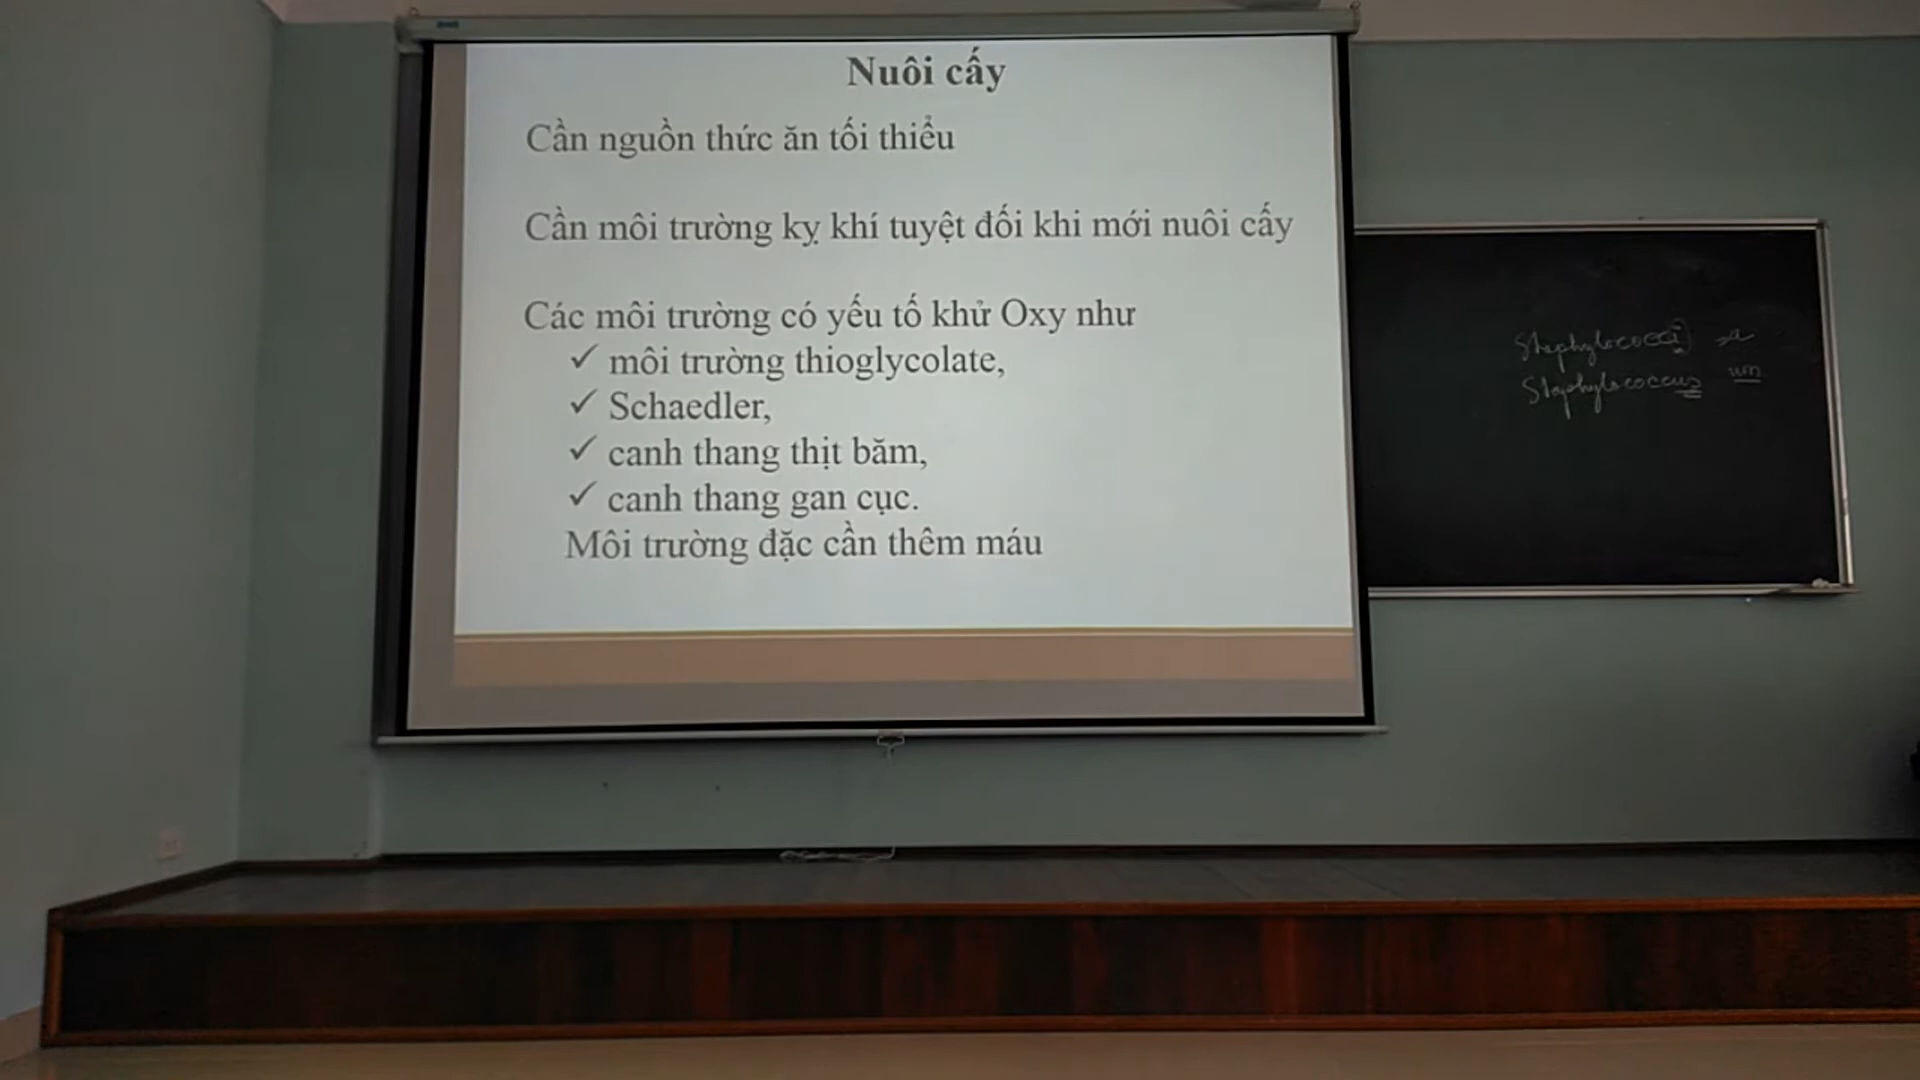 Nuôi cấy
Cần nguồn thức ăn tối thiểu
Cần môi trường kỵ khí tuyệt đối khi mới nuôi cấy
Các môi trường có yếu tố khử Oxy như
✓ môi trường thioglycolate,
✓ Schaedler,
✓ canh thang thịt băm,
✓ canh thang gan cục.
Môi trường đặc cần thêm máu
Staphylococci a
Staphylococcus um